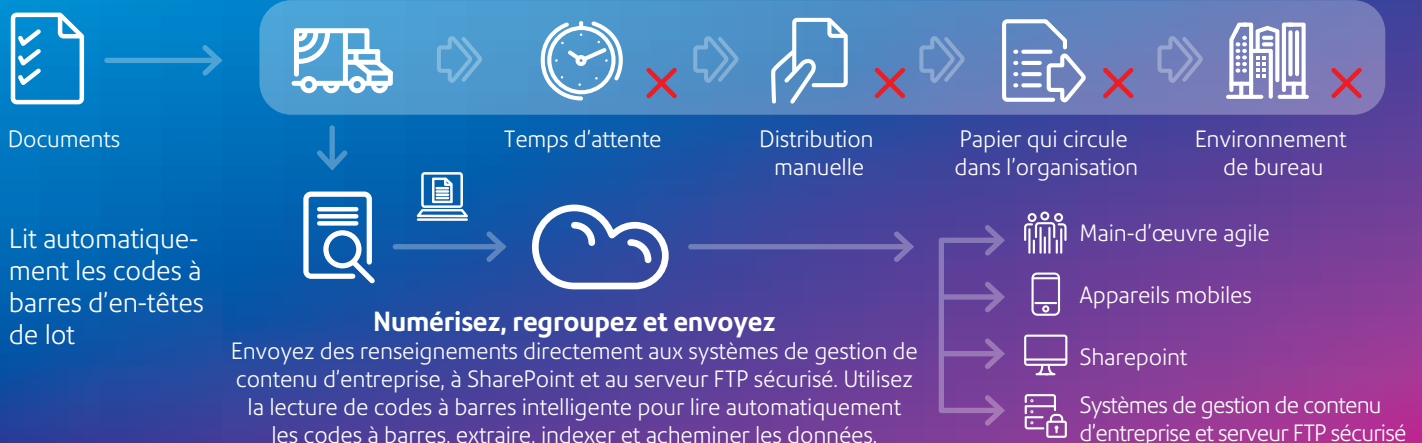 Documents
Temps d'attente
Distribution
manuelle
Papier qui circule
dans l'organisation
Environnement
de bureau
Lit automatique-
ment les codes à
barres d'en-têtes
de lot
Numérisez, regroupez et envoyez
Envoyez des renseignements directement aux systèmes de gestion de
contenu d'entreprise, à SharePoint et au serveur FTP sécurisé. Utilisez
la lecture de codes à barres intelligente pour lire automatiquement
les codes à barres, extraire, indexer et acheminer les données.
Main-d'œuvre agile
Appareils mobiles
Sharepoint
Systèmes de gestion de contenu
d'entreprise et serveur FTP sécurisé